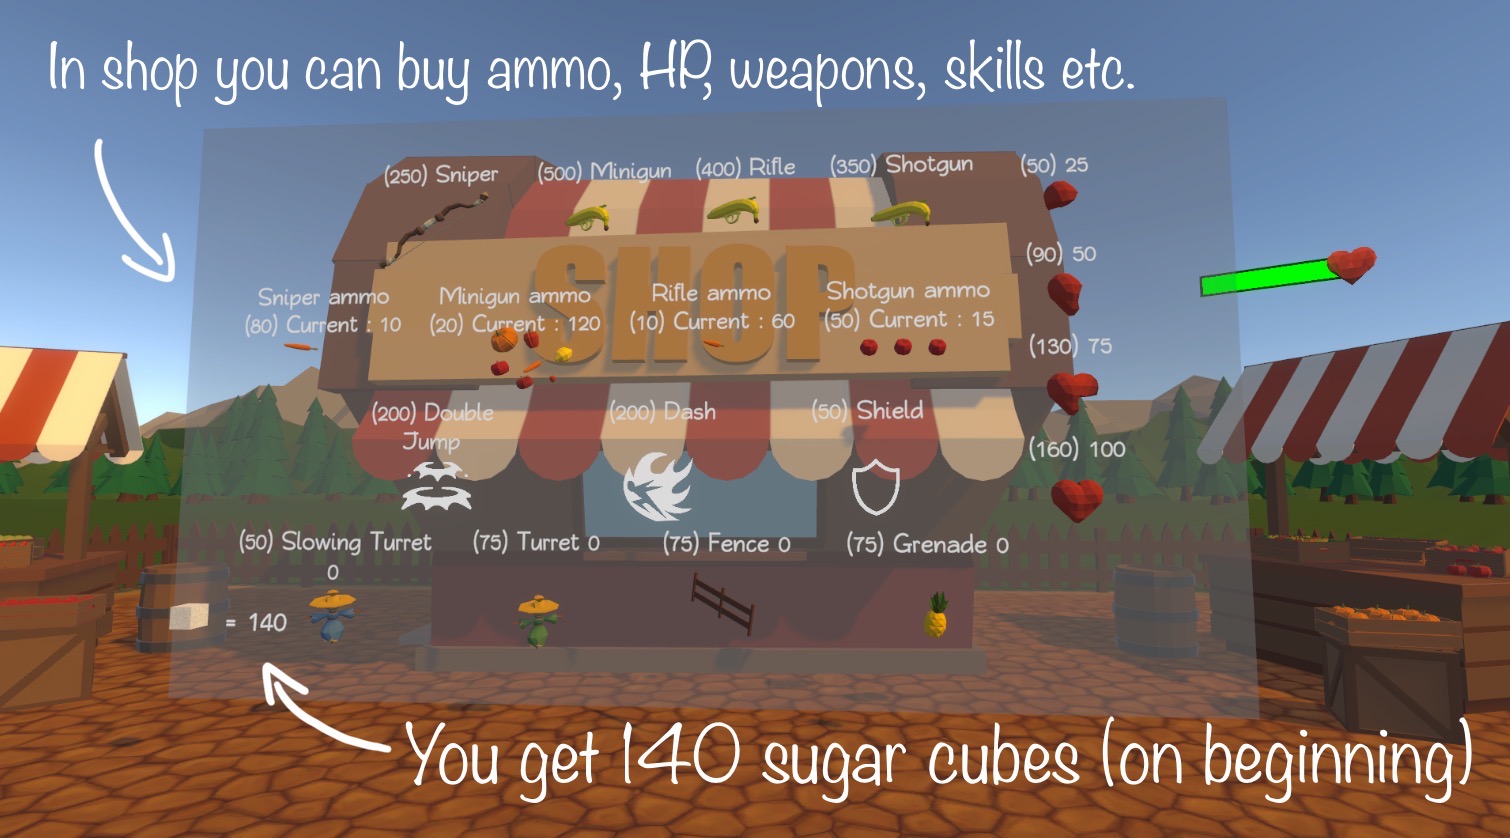 In shop you can buy ammo, HP, weapons, skills etc.
(250) Sniper
(500) Minigun
(400) Rifle
(350) Shotgun
(50) 25
(90) 50
SHOP
Sniper ammo
(80) Current : 10
Minigun ammo
(20) Current : 120
Rifle ammo
(10) Current : 60
Shotgun ammo
(50) Current : 15
(130) 75
(200) Double
Jump
(200) Dash
(50) Shield
(160) 100
(50) Slowing Turret
0
(75) Turret 0
(75) Fence 0
(75) Grenade 0
= 140
You get 140 sugar cubes (on beginning)